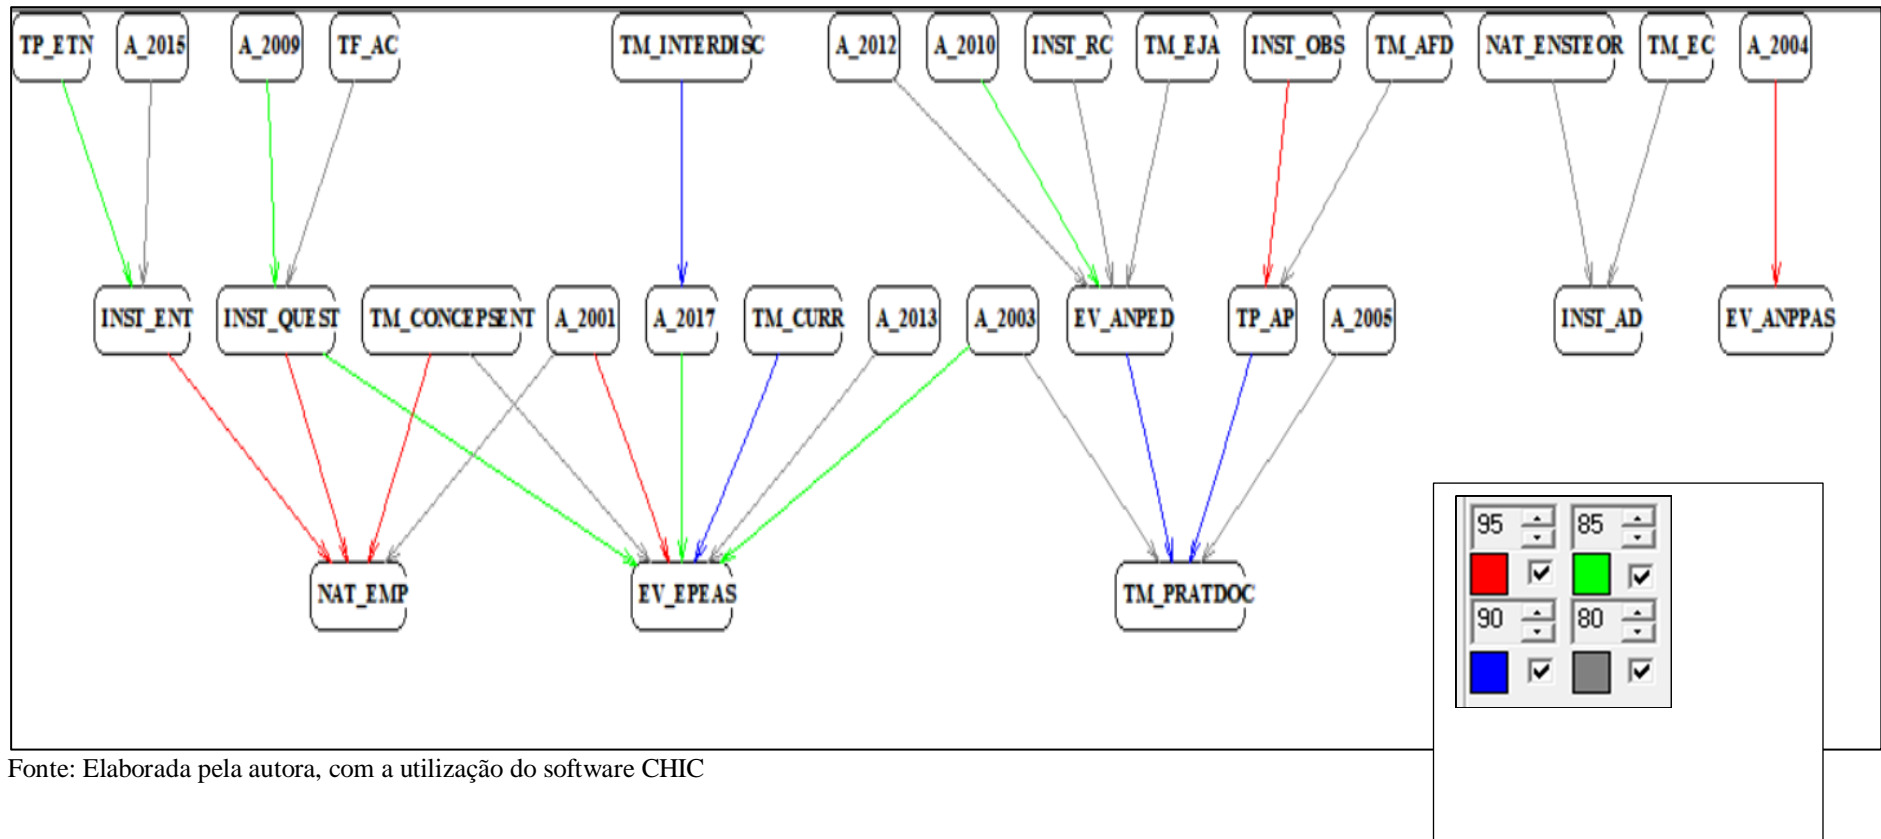 TP_ETN A_2015 A_2009 TF_AC TM_INTERDISC A_2012 A_2010 INST_RC TM_EJA INST_OBS TM_AFD NAT_ENSTEOR TM_EC A_2004
INST_ENT INST_QUEST TM_CONCEPSENT A_2001 A_2017 TM_CURR A_2013 A_2003 EV_ANPED TP_AP A_2005 INST_AD EV_ANPPAS
NAT_EMP EV_EPEAS TM_PRATDOC
95 85
90 80
Fonte: Elaborada pela autora, com a utilização do software CHIC